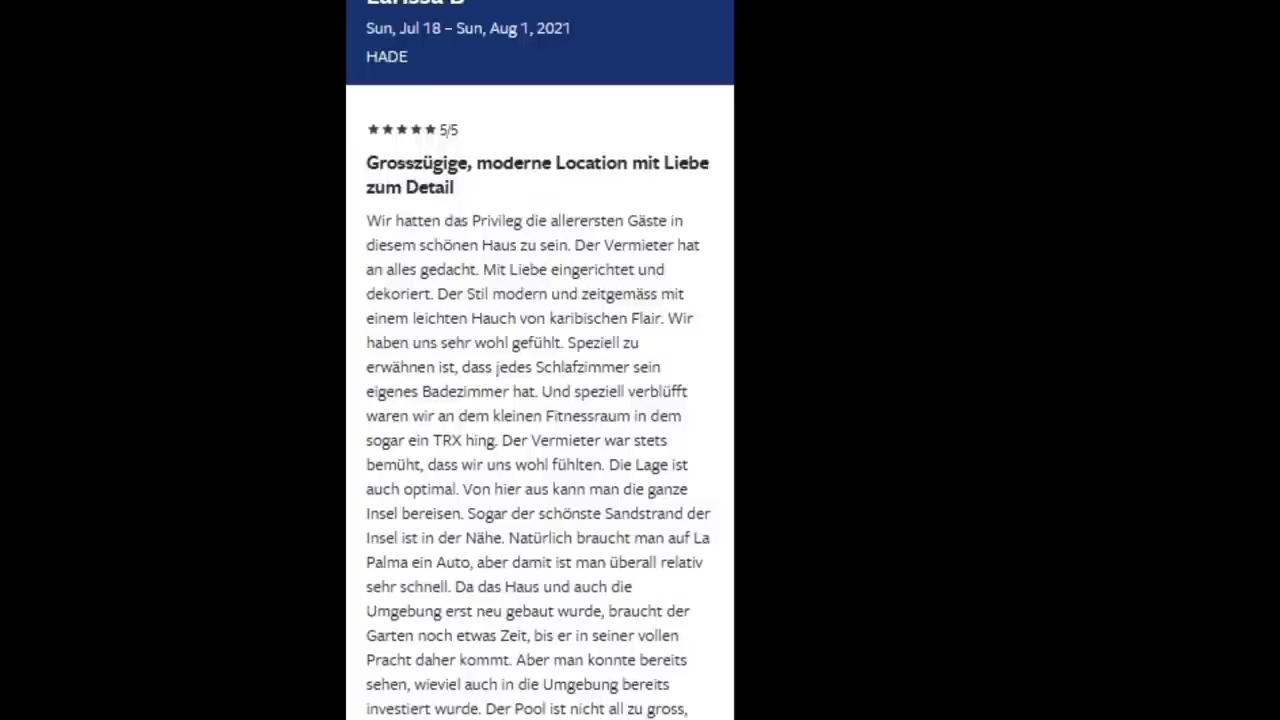 Larissa B
Sun, Jul 18 – Sun, Aug 1, 2021
HADE
★★★★★ 5/5
Grosszügige, moderne Location mit Liebe
zum Detail
Wir hatten das Privileg die allerersten Gäste in
diesem schönen Haus zu sein. Der Vermieter hat
an alles gedacht. Mit Liebe eingerichtet und
dekoriert. Der Stil modern und zeitgemäss mit
einem leichten Hauch von karibischen Flair. Wir
haben uns sehr wohl gefühlt. Speziell zu
erwähnen ist, dass jedes Schlafzimmer sein
eigenes Badezimmer hat. Und speziell verblüfft
waren wir an dem kleinen Fitnessraum in dem
sogar ein TRX hing. Der Vermieter war stets
bemüht, dass wir uns wohl fühlten. Die Lage ist
auch optimal. Von hier aus kann man die ganze
Insel bereisen. Sogar der schönste Sandstrand der
Insel ist in der Nähe. Natürlich braucht man auf La
Palma ein Auto, aber damit ist man überall relativ
sehr schnell. Da das Haus und auch die
Umgebung erst neu gebaut wurde, braucht der
Garten noch etwas Zeit, bis er in seiner vollen
Pracht daher kommt. Aber man konnte bereits
sehen, wieviel auch in die Umgebung bereits
investiert wurde. Der Pool ist nicht all zu gross,